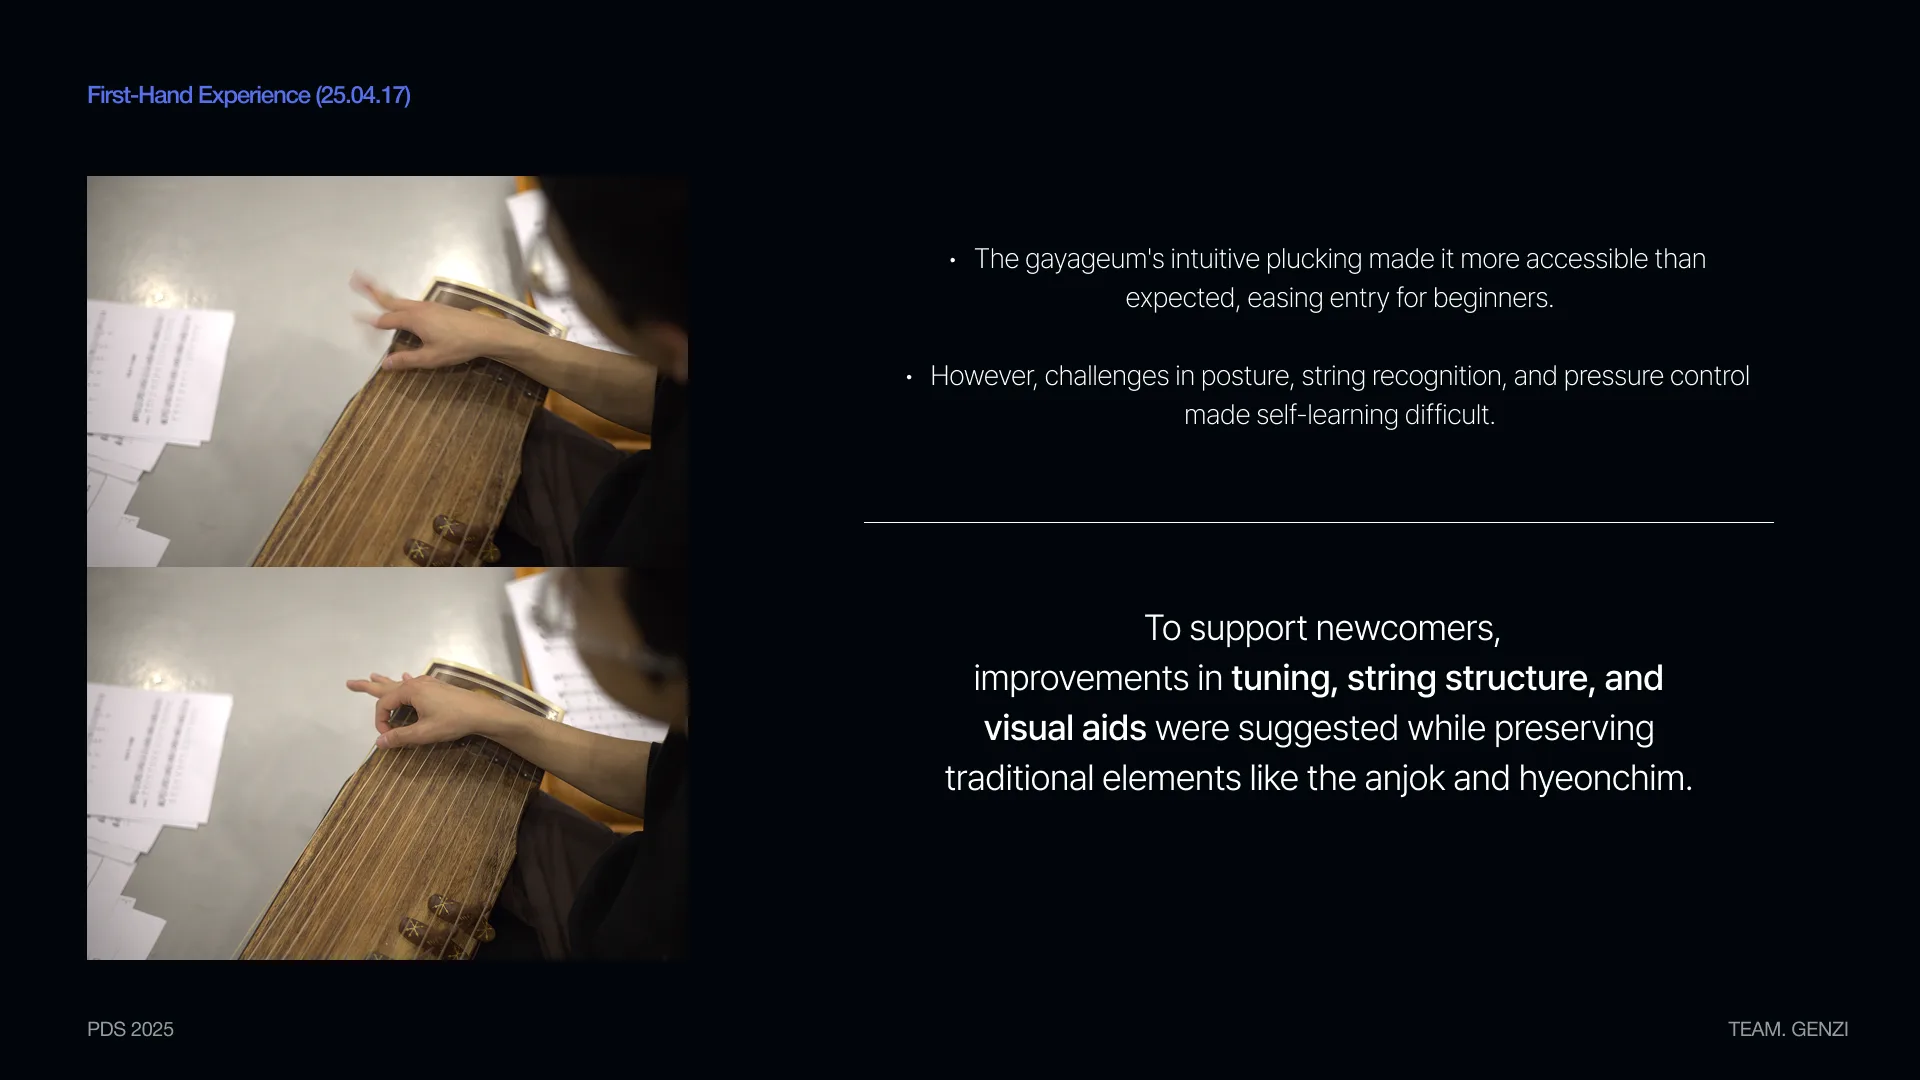 First-Hand Experience (25.04.17)
• The gayageum's intuitive plucking made it more accessible than
expected, easing entry for beginners.
• However, challenges in posture, string recognition, and pressure control
made self-learning difficult.
To support newcomers,
improvements in tuning, string structure, and
visual aids were suggested while preserving
traditional elements like the anjok and hyeonchim.
PDS 2025
TEAM. GENZI